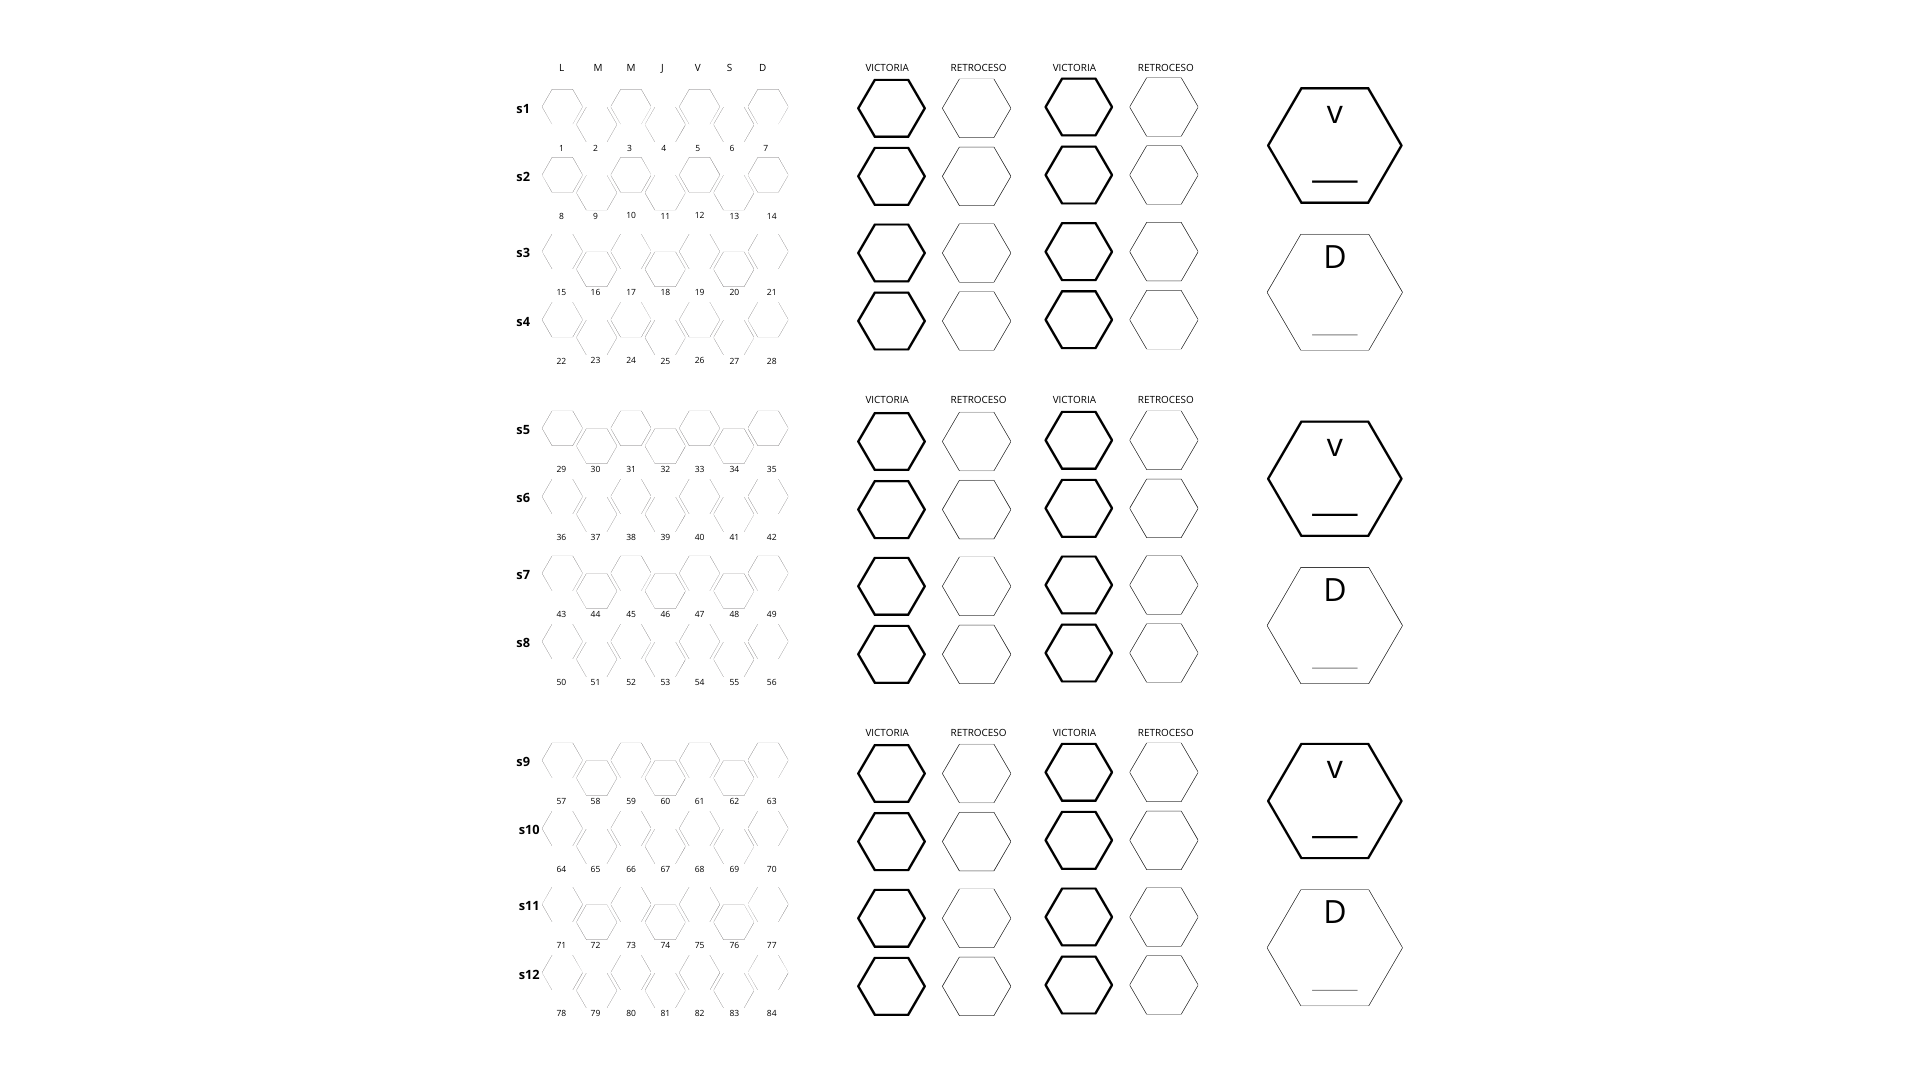 L M M J V S D VICTORIA RETROCESO VICTORIA RETROCESO
s1 V
1 2 3 4 5 6 7
s2
8 9 10 11 12 13 14
s3 D
15 16 17 18 19 20 21
s4
22 23 24 25 26 27 28
VICTORIA RETROCESO VICTORIA RETROCESO
s5 V
29 30 31 32 33 34 35
s6
36 37 38 39 40 41 42
s7 D
43 44 45 46 47 48 49
s8
50 51 52 53 54 55 56
VICTORIA RETROCESO VICTORIA RETROCESO
s9 V
57 58 59 60 61 62 63
s10
64 65 66 67 68 69 70
s11 D
71 72 73 74 75 76 77
s12
78 79 80 81 82 83 84